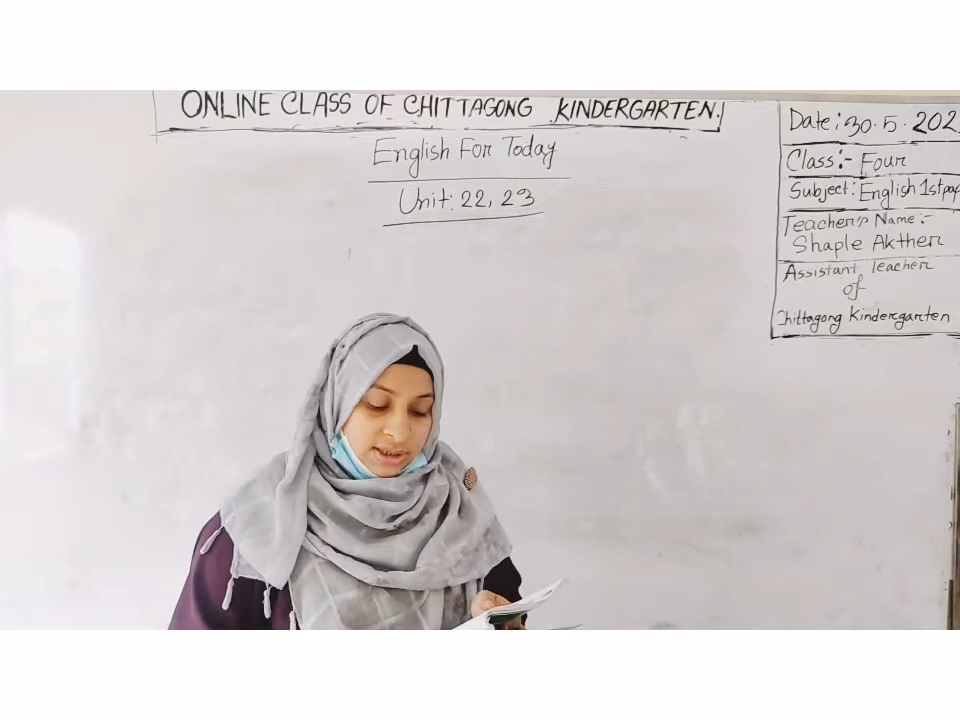 ONLINE CLASS OF CHITTAGONG KINDERGARTEN.
English For Today
Unit: 22, 23
Date: 30.5.202
Class:- Four
Subject: English 1st pap
Teacher's Name:-
Shaple Akther
Assistant Teacher
of
Chittagong Kindergarten